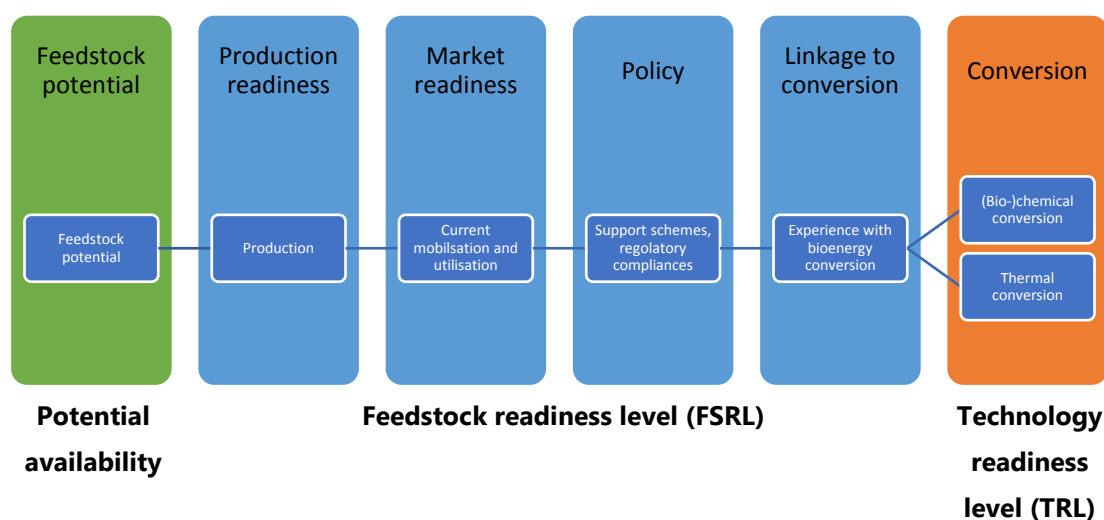 Feedstock
potential
Production
readiness
Market
readiness
Policy
Linkage to
conversion
Conversion
Feedstock
potential
Production
Current
mobilisation and
utilisation
Support schemes,
regolatory
compliances
Experience with
bioenergy
conversion
(Bio-)chemical
conversion
Thermal
conversion
Potential
availability
Feedstock readiness level (FSRL)
Technology
readiness
level (TRL)